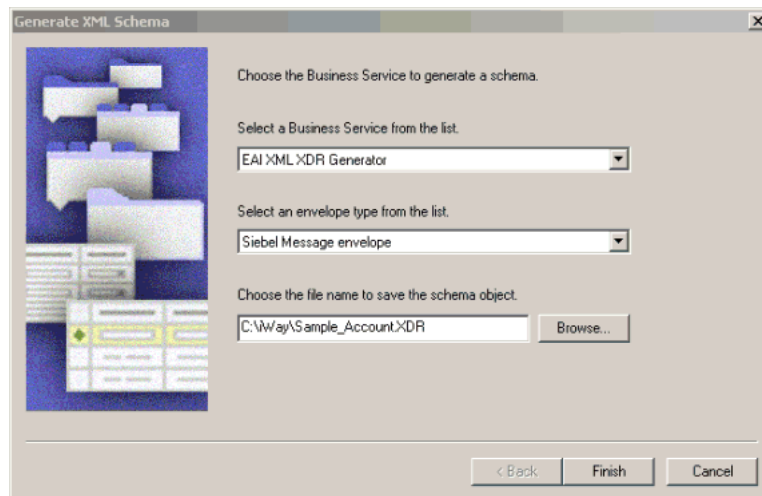 Generate XML Schema
Choose the Business Service to generate a schema.
Select a Business Service from the list.
EAI XML XDR Generator
Select an envelope type from the list.
Siebel Message envelope
Choose the file name to save the schema object.
C:\iWay\Sample_Account.XDR
Browse...
< Back
Finish
Cancel